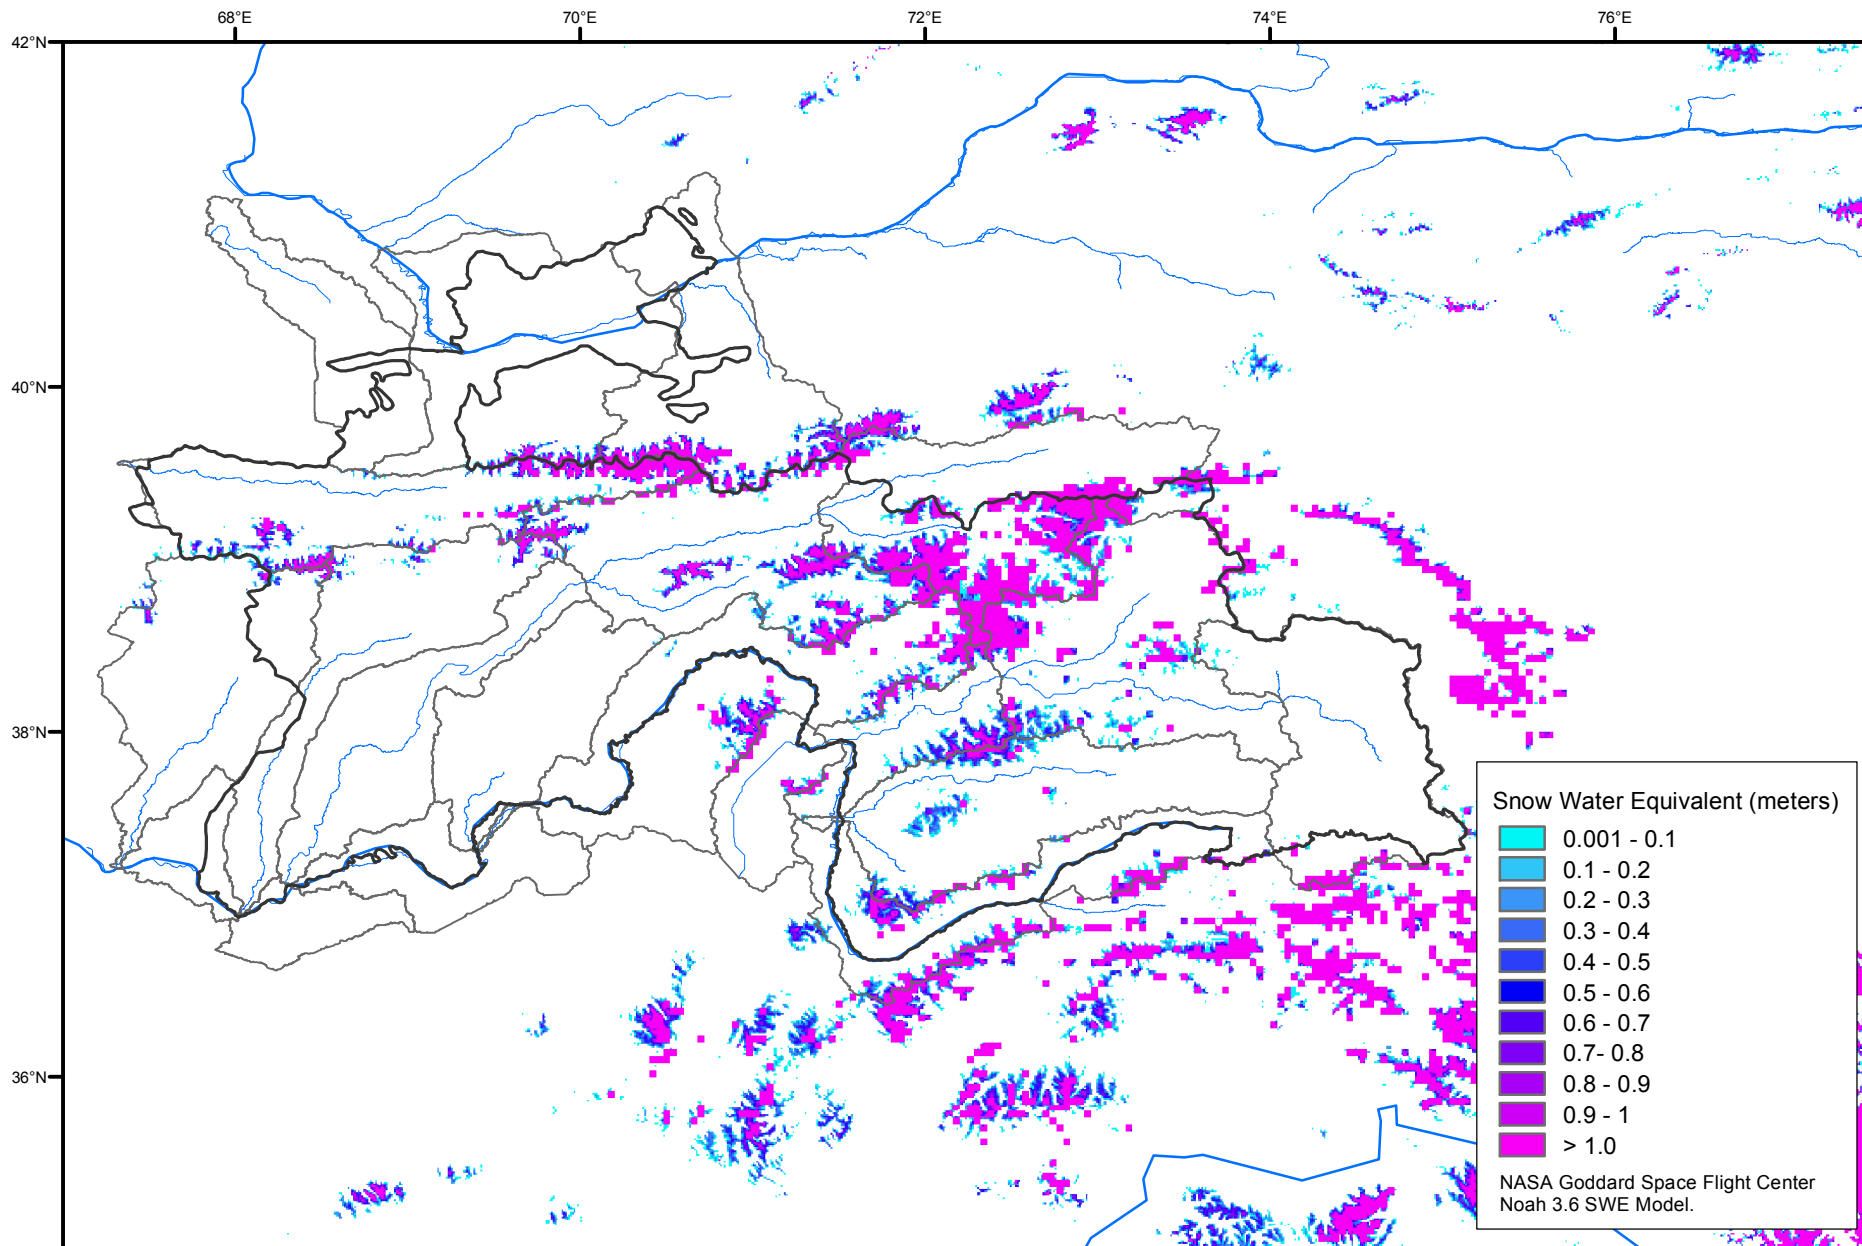 68°E
70°E
72°E
74°E
76°E
42°N
40°N
38°N
36°N
Snow Water Equivalent (meters)
0.001 - 0.1
0.1 - 0.2
0.2 - 0.3
0.3 - 0.4
0.4 - 0.5
0.5 - 0.6
0.6 - 0.7
0.7- 0.8
0.8 - 0.9
0.9 - 1
> 1.0
NASA Goddard Space Flight Center
Noah 3.6 SWE Model.